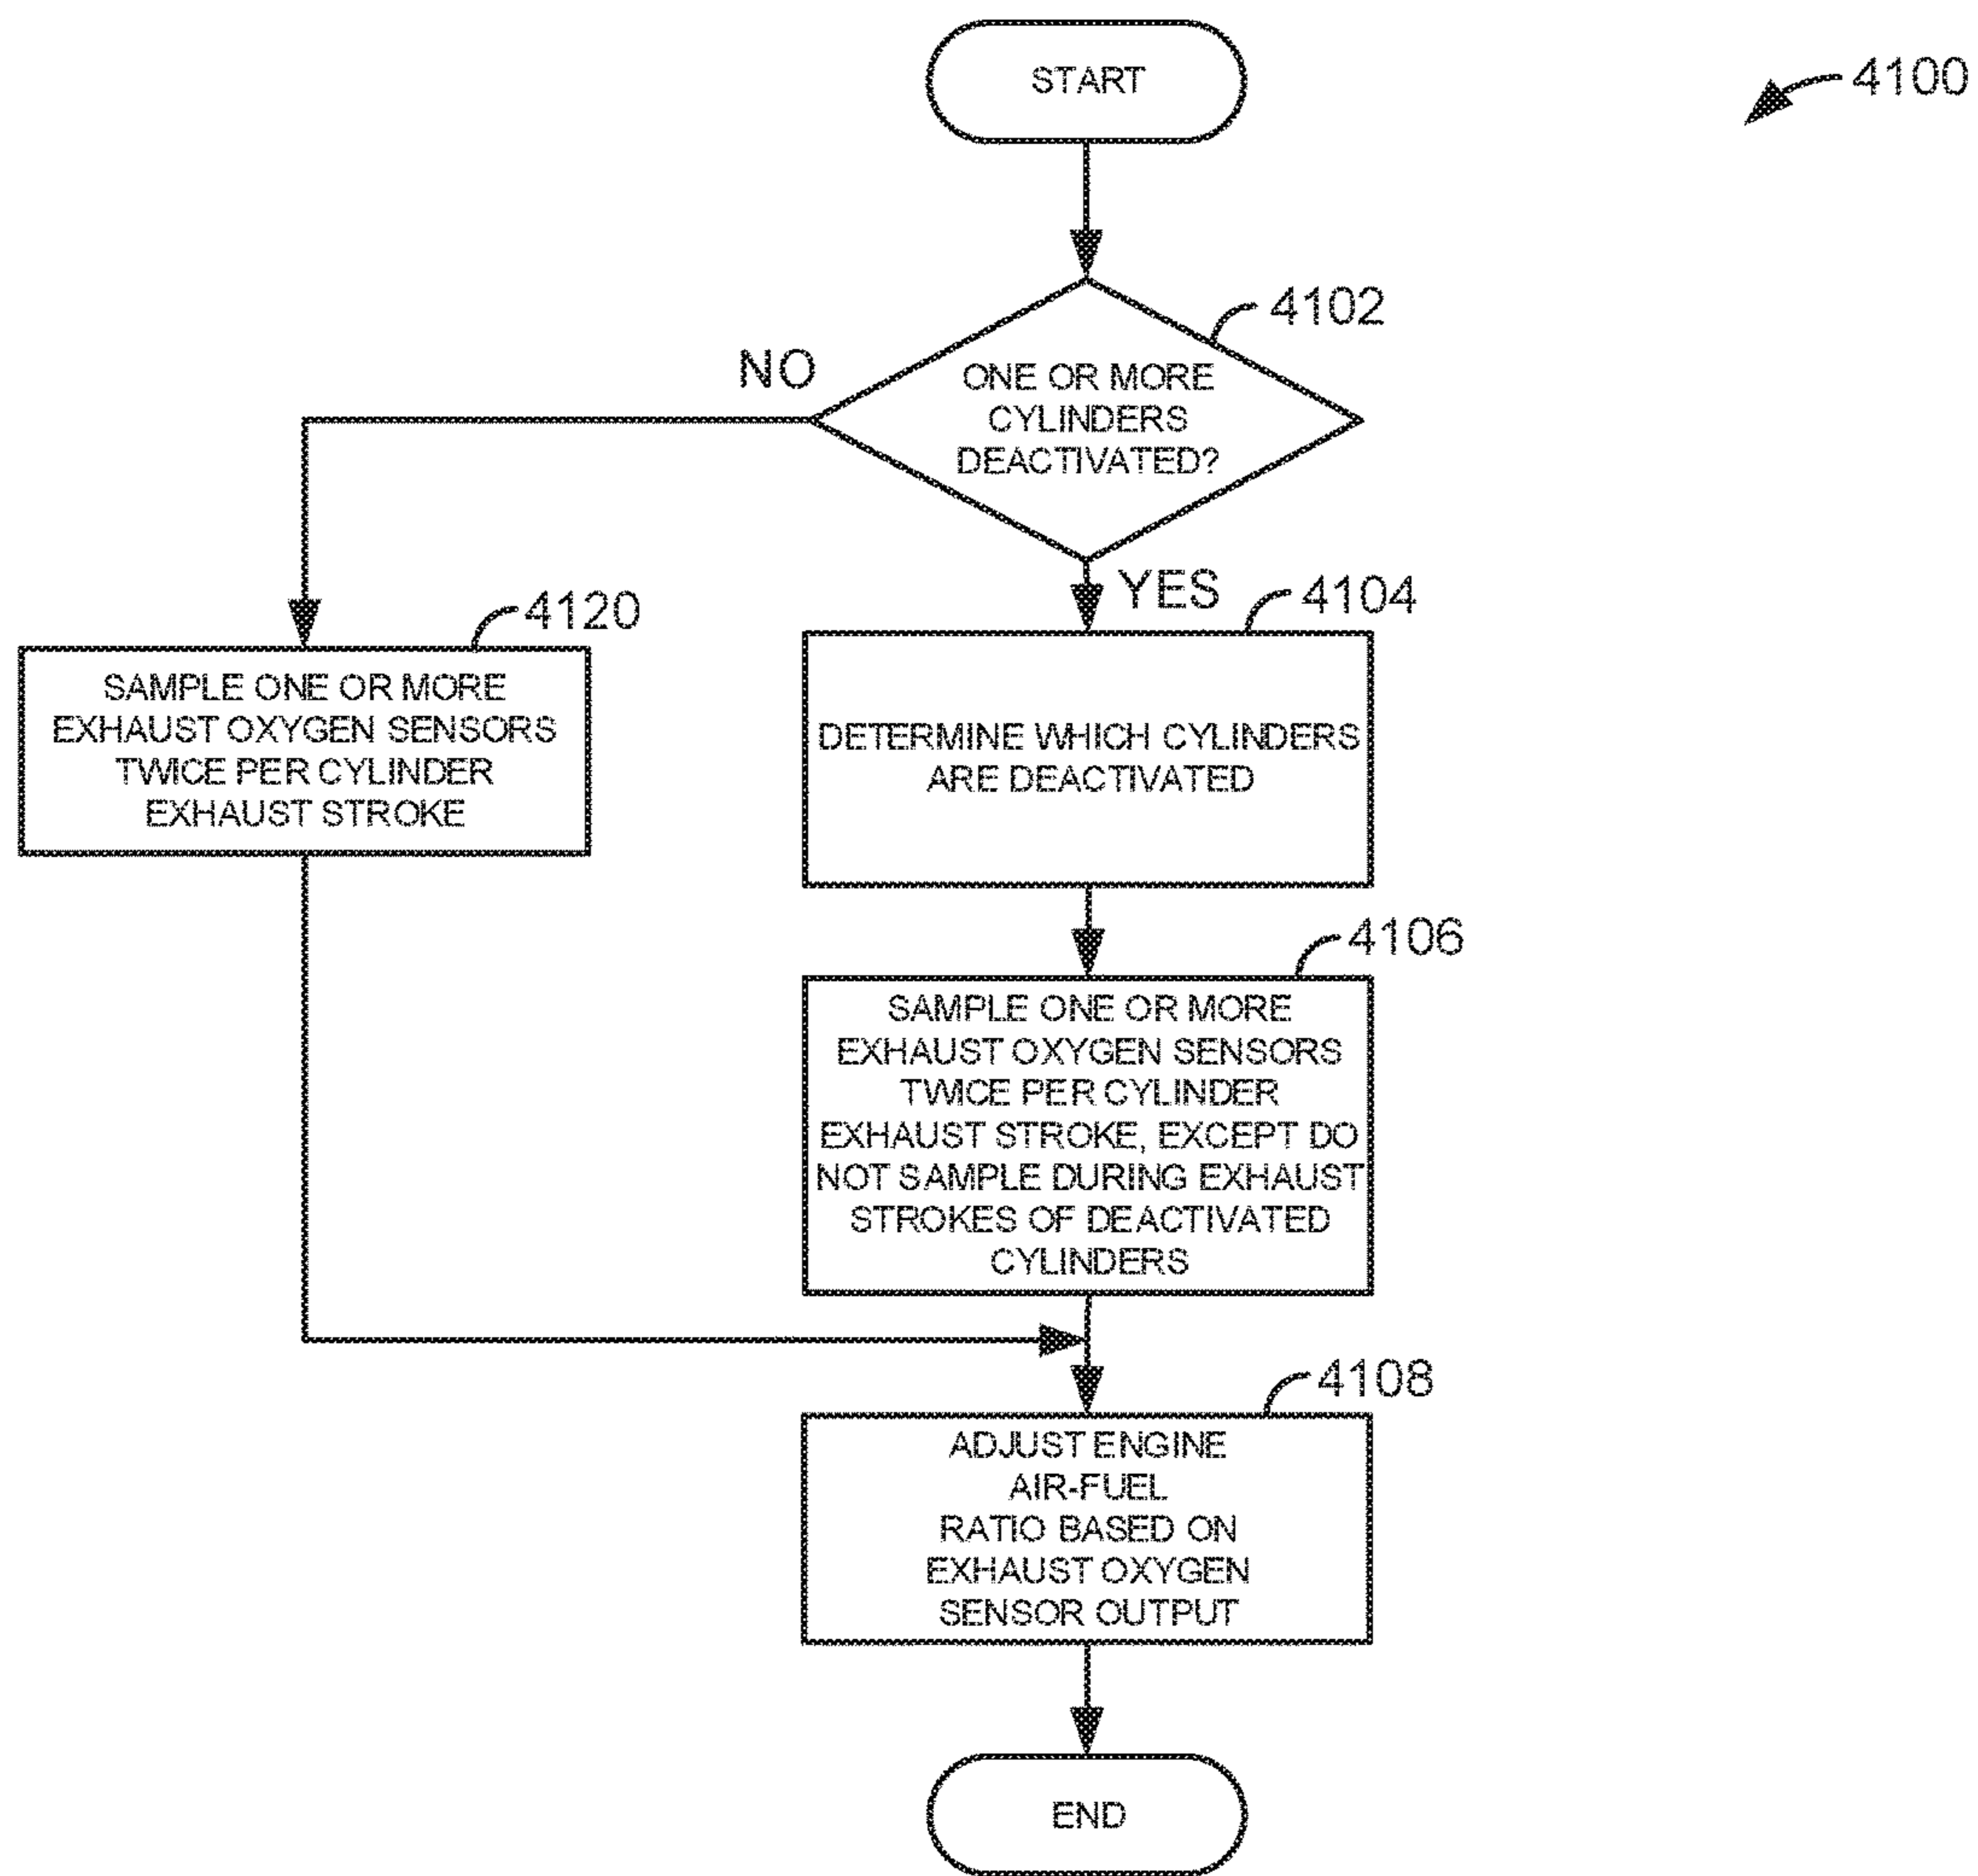 START
4100
4102
ONE OR MORE
CYLINDERS
DEACTIVATED?
NO
YES
4120
SAMPLE ONE OR MORE
EXHAUST OXYGEN SENSORS
TWICE PER CYLINDER
EXHAUST STROKE
4104
DETERMINE WHICH CYLINDERS
ARE DEACTIVATED
4106
SAMPLE ONE OR MORE
EXHAUST OXYGEN SENSORS
TWICE PER CYLINDER
EXHAUST STROKE, EXCEPT DO
NOT SAMPLE DURING EXHAUST
STROKES OF DEACTIVATED
CYLINDERS
4108
ADJUST ENGINE
AIR-FUEL
RATIO BASED ON
EXHAUST OXYGEN
SENSOR OUTPUT
END